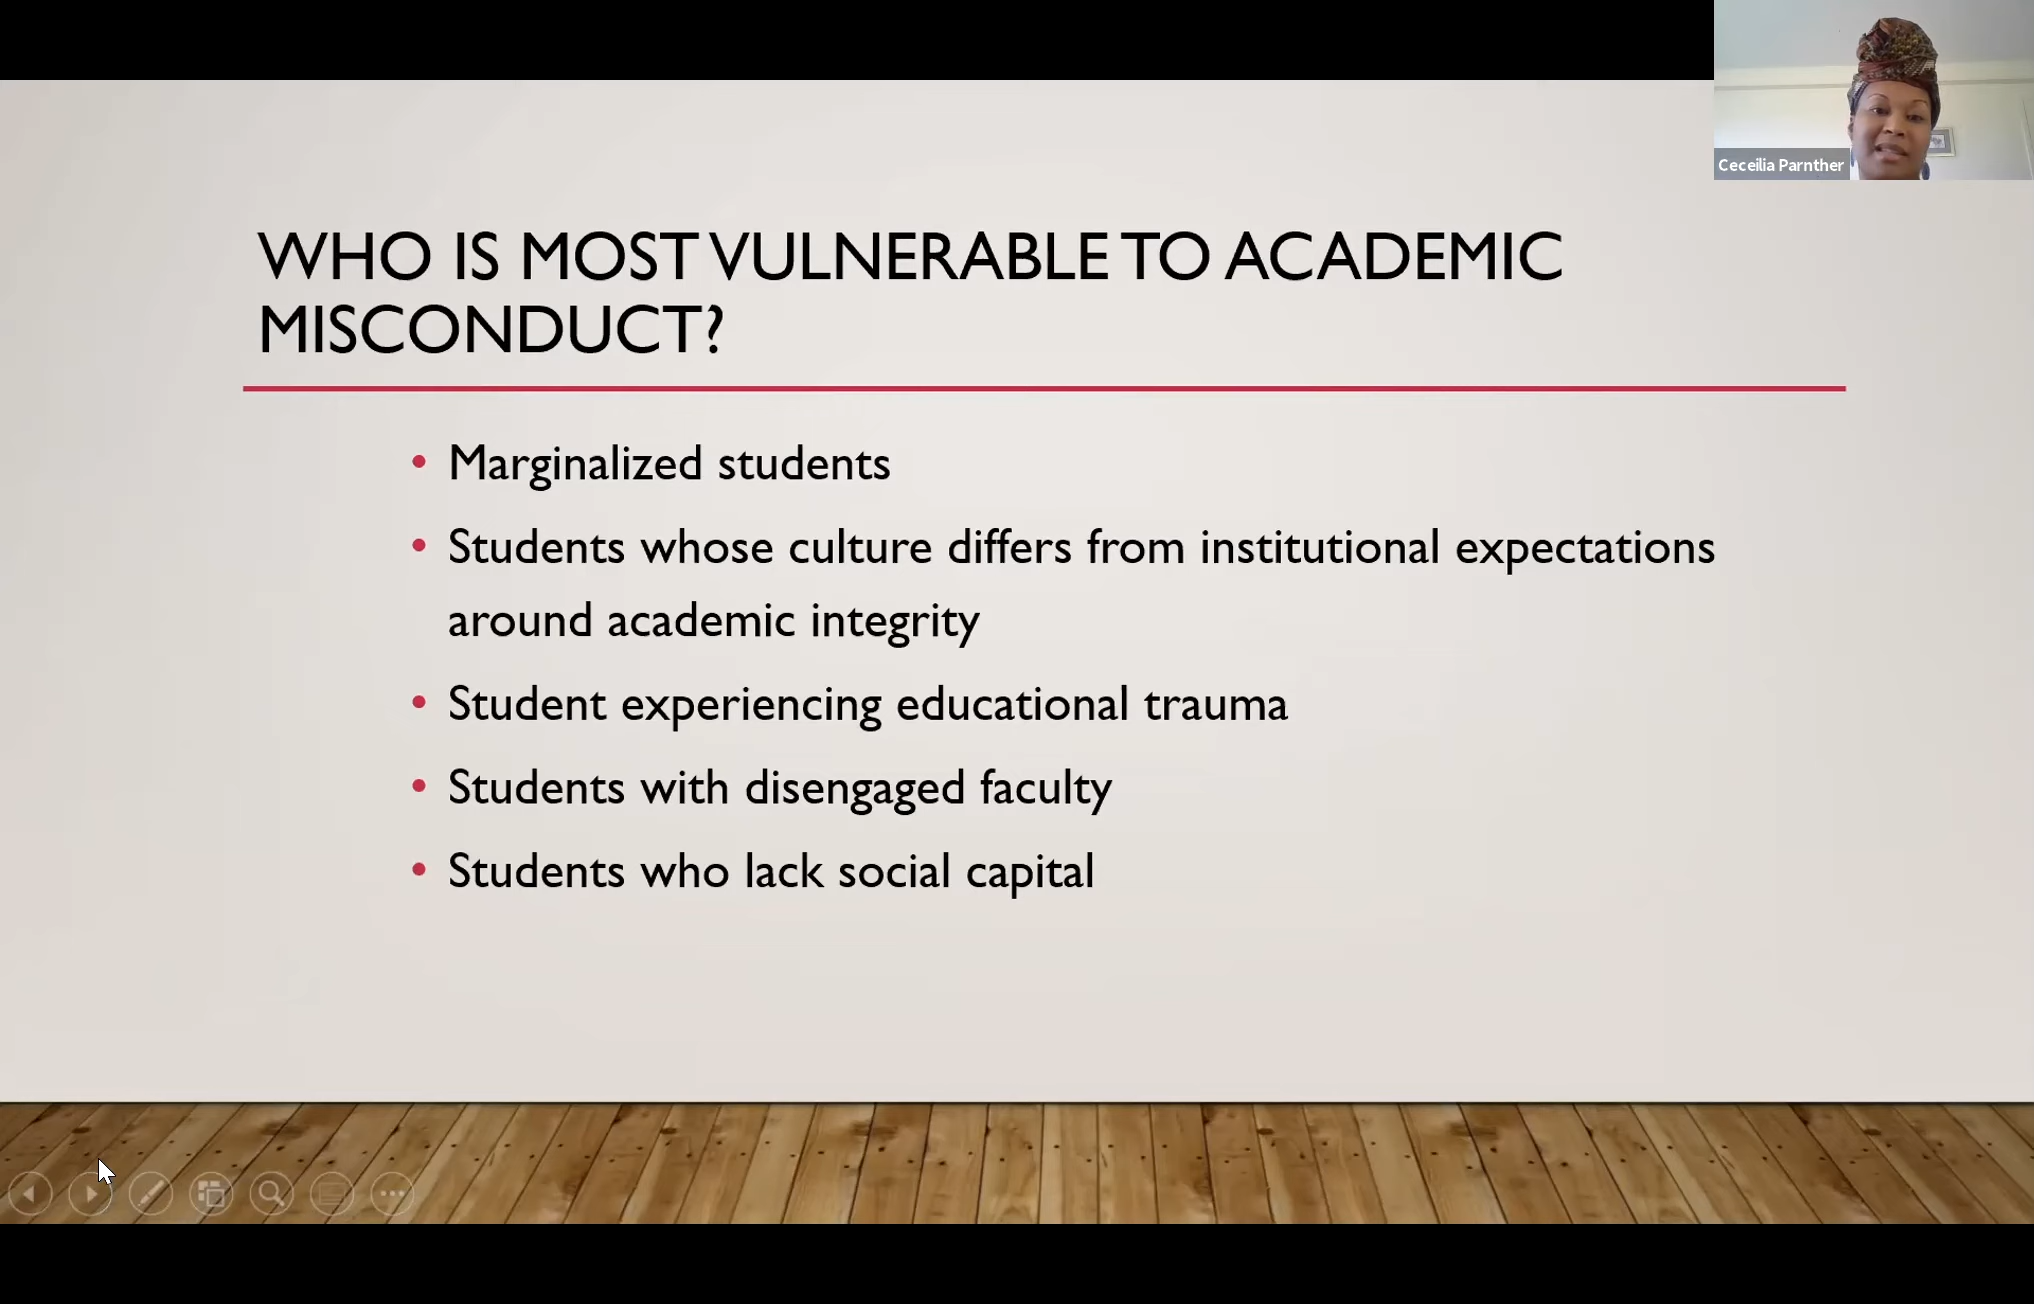 Ceceilia Parnther
WHO IS MOST VULNERABLE TO ACADEMIC
MISCONDUCT?
• Marginalized students
• Students whose culture differs from institutional expectations
around academic integrity
• Student experiencing educational trauma
• Students with disengaged faculty
• Students who lack social capital